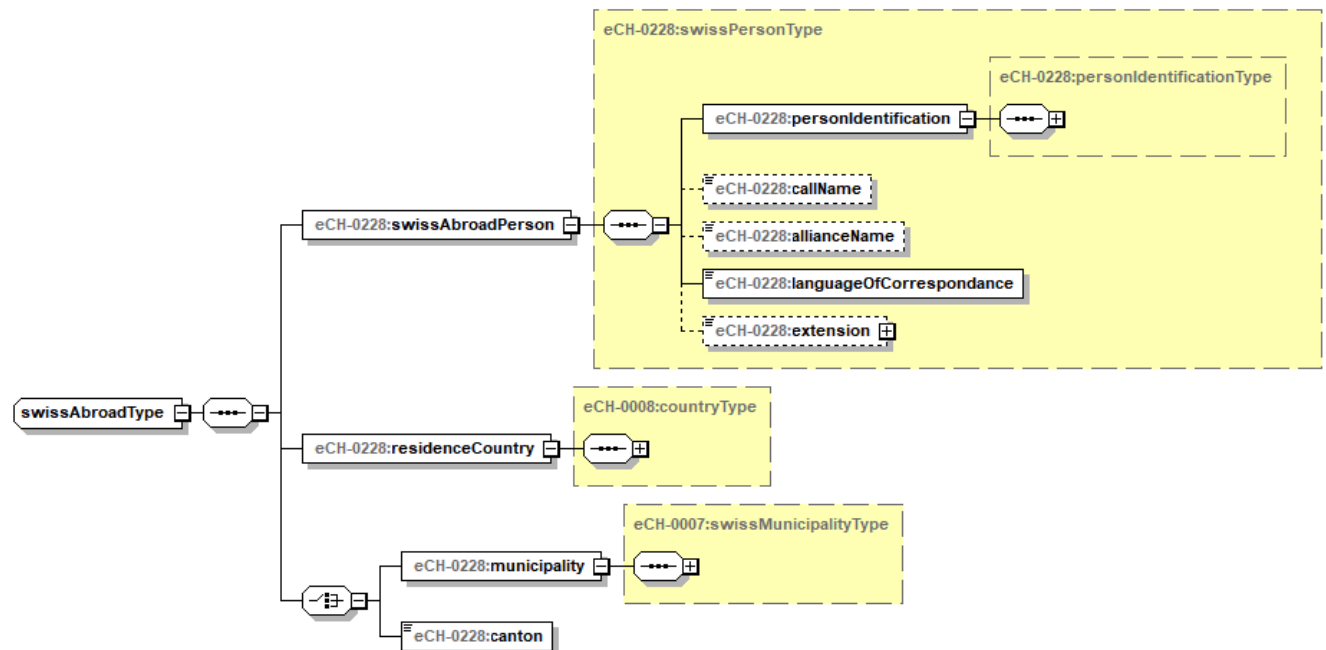 eCH-0228:swissPersonType
eCH-0228:personIdentificationType
eCH-0228:personIdentification
eCH-0228:callName
eCH-0228:swissAbroadPerson
eCH-0228:allianceName
eCH-0228:languageOfCorrespondance
eCH-0228:extension
swissAbroadType
eCH-0008:countryType
eCH-0228:residenceCountry
eCH-0007:swissMunicipalityType
eCH-0228:municipality
eCH-0228:canton